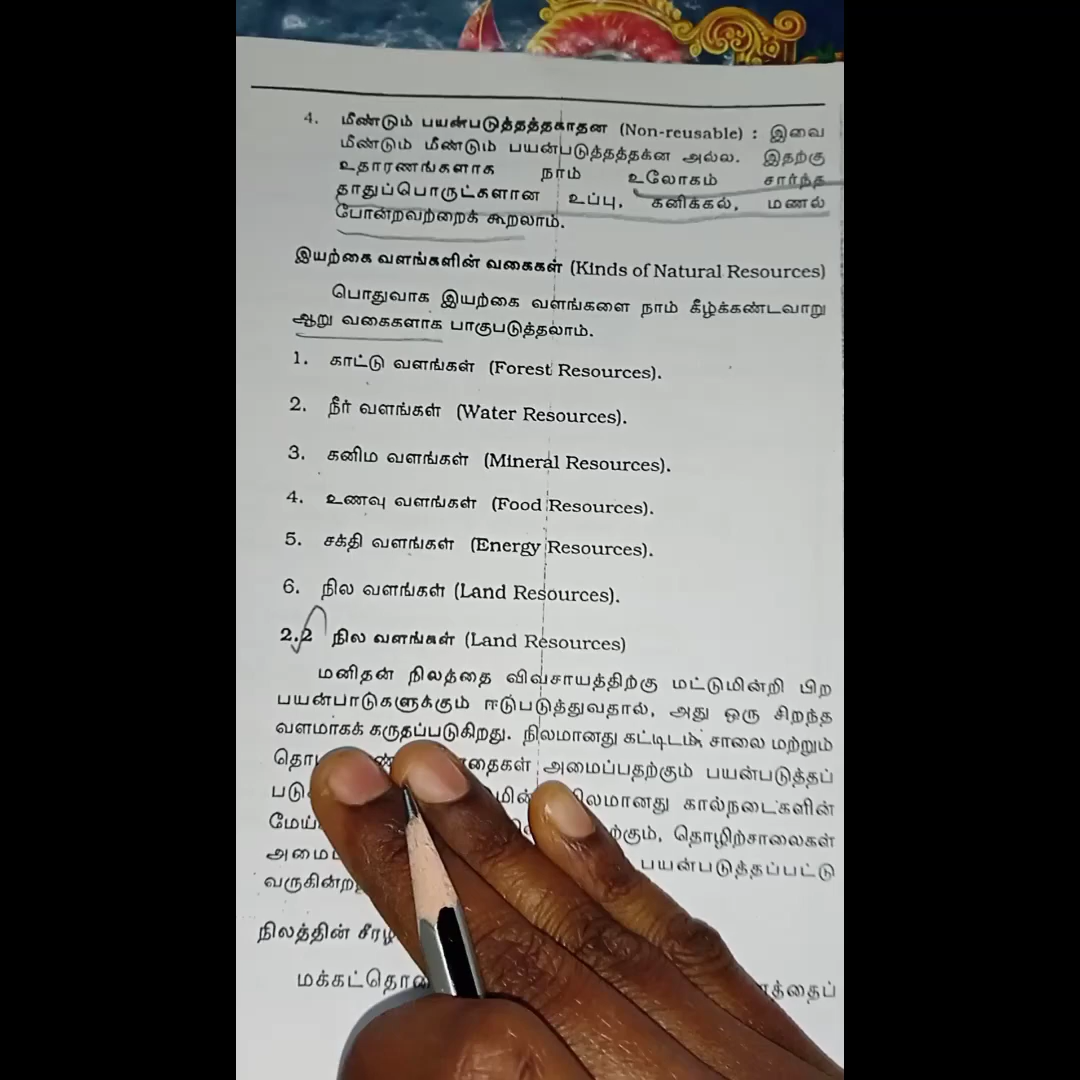 4. மீண்டும் பயன்படுத்தத்தகாதன (Non-reusable) : இவை
மீண்டும் மீண்டும் பயன்படுத்தத்தக்ன அல்ல. இதற்கு
உதாரணங்களாக நாம் உலோகம் சார்ந்த
தாதுப்பொருட்களான உப்பு, கனிக்கல், மணல்
போன்றவற்றைக் கூறலாம்.
இயற்கை வளங்களின் வகைகள் (Kinds of Natural Resources)
பொதுவாக இயற்கை வளங்களை நாம் கீழ்க்கண்டவாறு
ஆறு வகைகளாக பாகுபடுத்தலாம்.
1. காட்டு வளங்கள் (Forest Resources).
2. நீர் வளங்கள் (Water Resources).
3. கனிம வளங்கள் (Mineral Resources).
4. உணவு வளங்கள் (Food Resources).
5. சக்தி வளங்கள் (Energy Resources).
6. நில வளங்கள் (Land Resources).
2.2 நில வளங்கள் (Land Resources)
மனிதன் நிலத்தை விவசாயத்திற்கு மட்டுமின்றி பிற
பயன்பாடுகளுக்கும் ஈடுபடுத்துவதால், அது ஒரு சிறந்த
வளமாகக் கருதப்படுகிறது. நிலமானது கட்டிடம் சாலை மற்றும்
அமைப்பதற்கும் பயன்படுத்தப்
நிலமானது கால்நடைகளின்
தொழிற்சாலைகள்
பயன்படுத்தப்பட்டு
நிலத்தின்